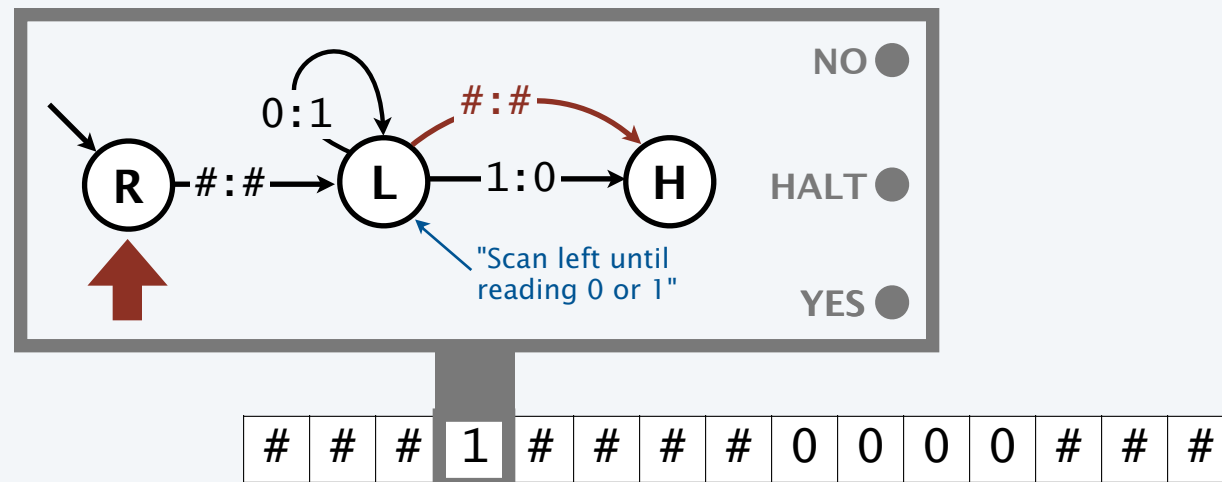 NO
0:1
#:#
R
#:#
L
1:0
H
HALT
"Scan left until
reading 0 or 1"
YES
# # # 1 # # # # 0 0 0 0 # # #